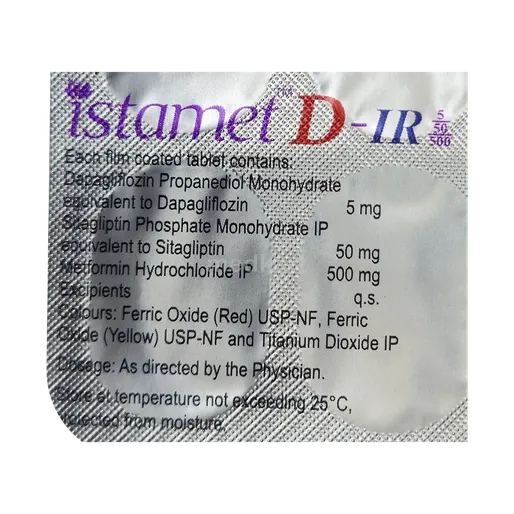 istamet™ D-IR 5/50/500
Each film coated tablet contains:
Dapagliflozin Propanediol Monohydrate
equivalent to Dapagliflozin 5 mg
Sitagliptin Phosphate Monohydrate IP
equivalent to Sitagliptin 50 mg
Metformin Hydrochloride IP 500 mg
Excipients q.s.
Colours: Ferric Oxide (Red) USP-NF, Ferric
Oxide (Yellow) USP-NF and Titanium Dioxide IP
Dosage: As directed by the Physician.
Store at temperature not exceeding 25°C,
protected from moisture.